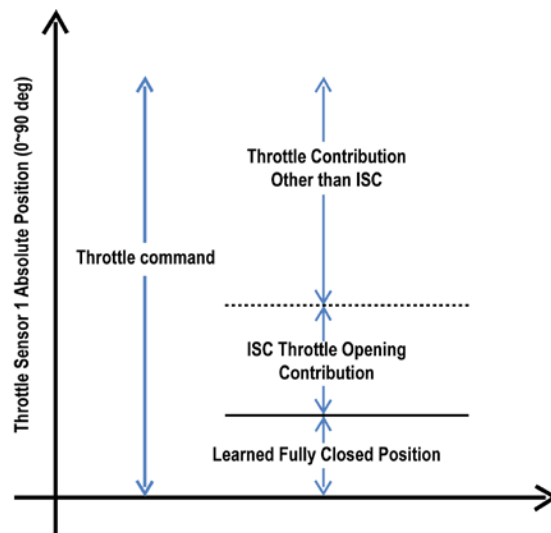 Throttle Sensor 1 Absolute Position (0~90 deg)
Throttle command
Throttle Contribution
Other than ISC
ISC Throttle Opening
Contribution
Learned Fully Closed Position